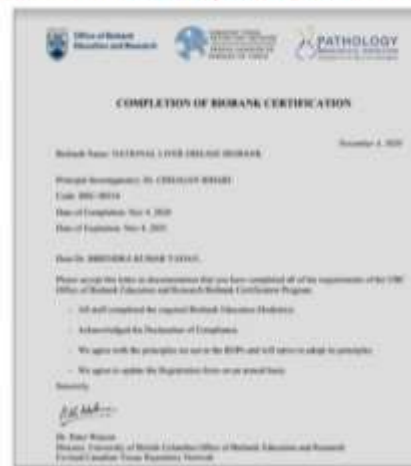 Office of Biobank
Education and Research
PATHOLOGY
COMPLETION OF BIOBANK CERTIFICATION
November 4, 2020
Biobank Name: NATIONAL LIVER DISEASE BIOBANK
Principal Investigator(s): Dr. CHHAGAN BIHARI
Code:
Date of Completion: Nov 4, 2020
Date of Expiration: Nov 4,
Dear Dr. BIRENDRA KUMAR YADAV,
Please accept this letter as documentation that you have completed all of the requirements of the UBC
Office of Biobank Education and Research Biobank Certification Program:
- All staff completed the required Biobank Education Module(s).
- Acknowledged the Declaration of Compliance.
- We agree with the principles set out in the and will strive to adopt its principles.
- We agree to update the Registration form on an annual basis.
Sincerely,
Dr. Peter Watson
Director, University of British Columbia Office of Biobank Education and Research
Canadian Tissue Repository Network